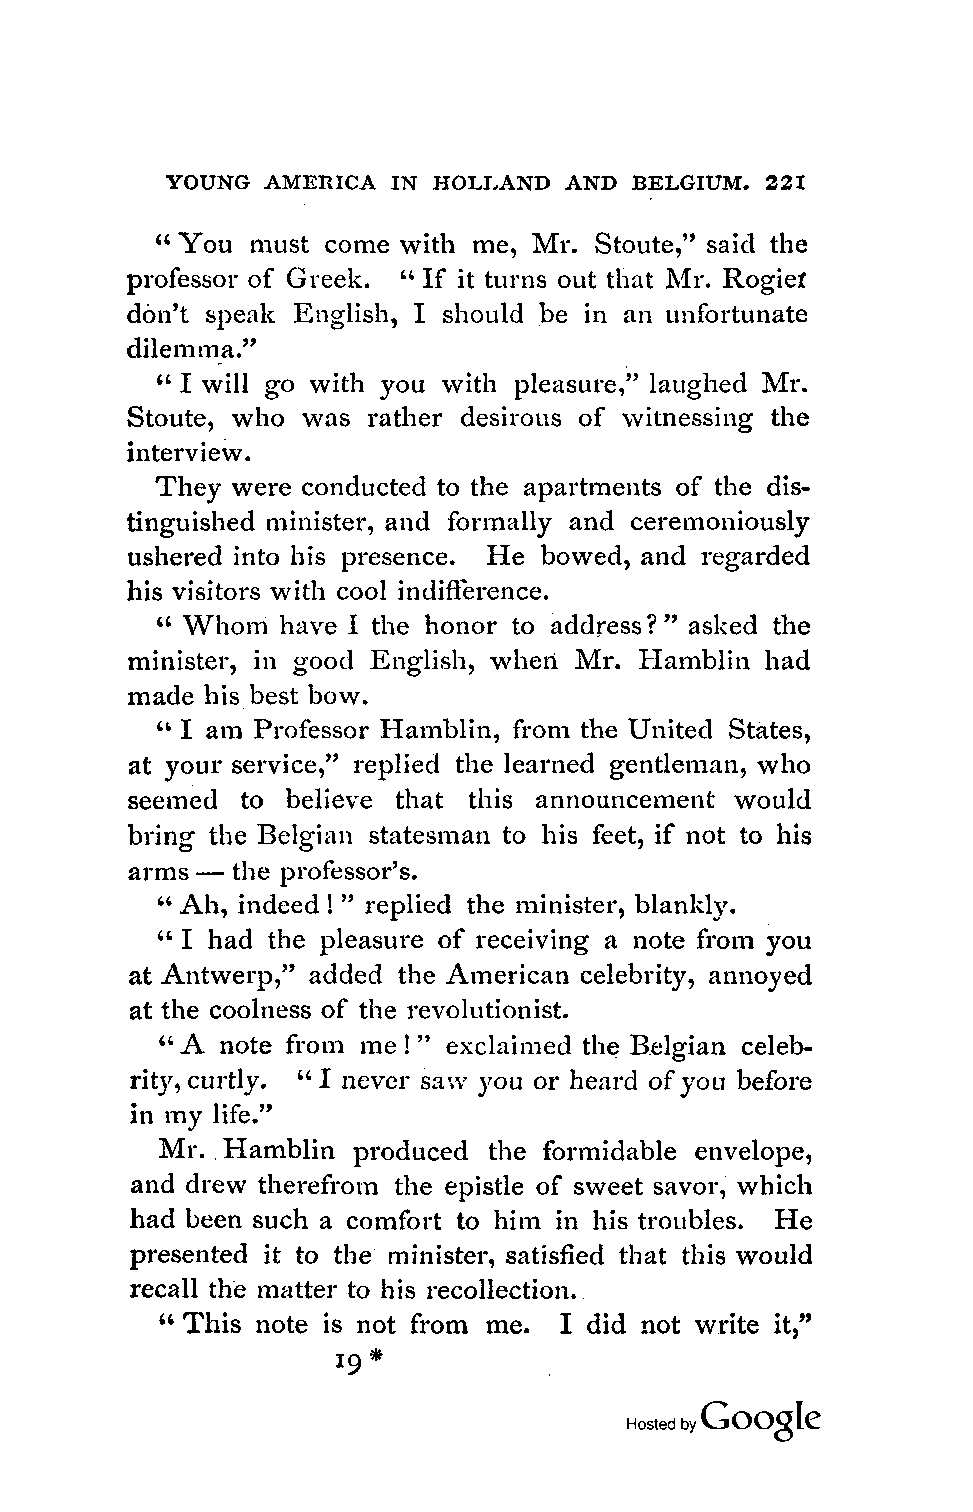 YOUNG AMERICA IN HOLLAND AND BELGIUM. 221
“ You must come with me, Mr. Stoute,” said the
professor of Greek. “ If it turns out that Mr. Rogier
don’t speak English, I should be in an unfortunate
dilemma.”
“ I will go with you with pleasure,” laughed Mr.
Stoute, who was rather desirous of witnessing the
interview.
They were conducted to the apartments of the dis-
tinguished minister, and formally and ceremoniously
ushered into his presence. He bowed, and regarded
his visitors with cool indifference.
“ Whom have I the honor to address ? ” asked the
minister, in good English, when Mr. Hamblin had
made his best bow.
“ I am Professor Hamblin, from the United States,
at your service,” replied the learned gentleman, who
seemed to believe that this announcement would
bring the Belgian statesman to his feet, if not to his
arms — the professor’s.
“ Ah, indeed ! ” replied the minister, blankly.
“ I had the pleasure of receiving a note from you
at Antwerp,” added the American celebrity, annoyed
at the coolness of the revolutionist.
“ A note from me ! ” exclaimed the Belgian celeb-
rity, curtly. “ I never saw you or heard of you before
in my life.”
Mr. Hamblin produced the formidable envelope,
and drew therefrom the epistle of sweet savor, which
had been such a comfort to him in his troubles. He
presented it to the minister, satisfied that this would
recall the matter to his recollection.
“ This note is not from me. I did not write it,”
19 *
Hosted by Google